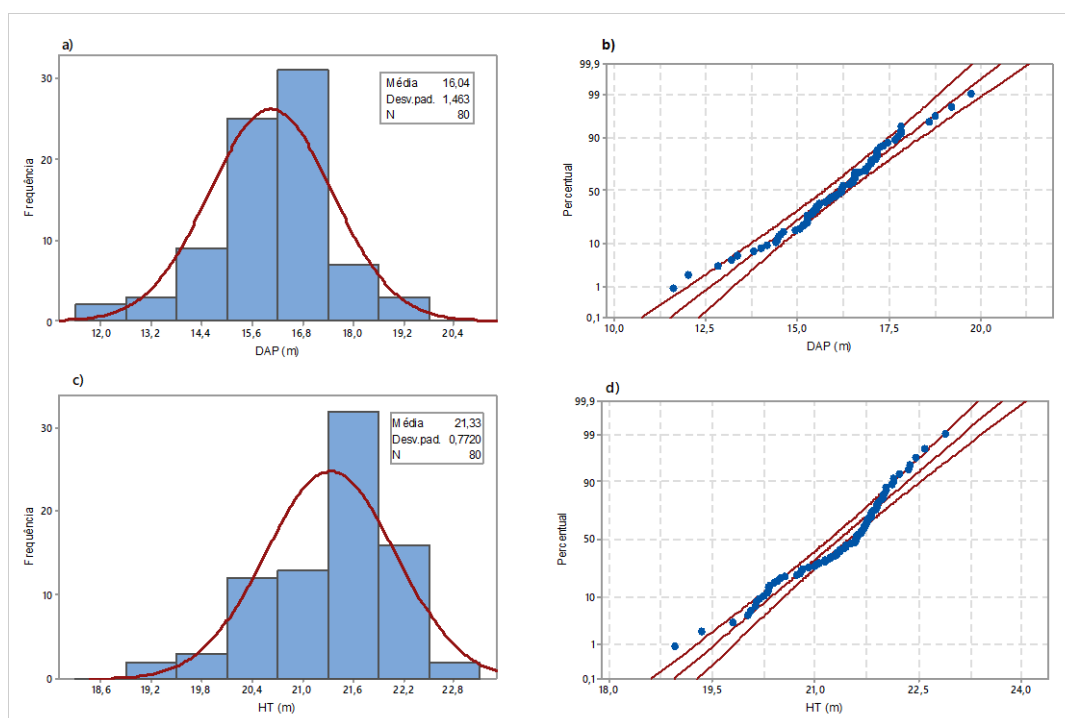 a)
Média 16,04
Desv.pad. 1,463
N 80
Frequência
30
20
10
0
12,0 13,2 14,4 15,6 16,8 18,0 19,2 20,4
DAP (m)
b)
Percentual
99,9
99
90
50
10
1
0,1
10,0 12,5 15,0 17,5 20,0
DAP (m)
c)
Média 21,33
Desv.pad. 0,7720
N 80
Frequência
30
20
10
0
18,6 19,2 19,8 20,4 21,0 21,6 22,2 22,8
HT (m)
d)
Percentual
99,9
99
90
50
10
1
0,1
18,0 19,5 21,0 22,5 24,0
HT (m)